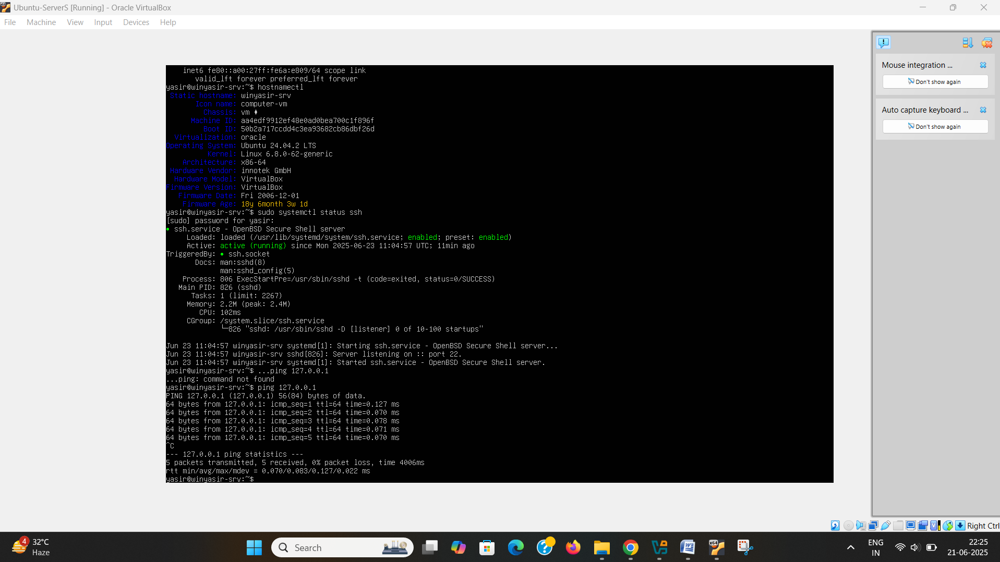 Ubuntu-ServerS [Running] - Oracle VirtualBox
File Machine View Input Devices Help
inet6 fe80::a00:27ff:fe6a:e809/64 scope link
valid_lft forever preferred_lft forever
yasir@winyasir-srv:~$ hostnamectl
Static hostname: winyasir-srv
Icon name: computer-vm
Chassis: vm
Machine ID: aa4edf9912ef48e0ad0bea700c1f896f
Boot ID: 50b2a717ccdd4c3ea93682cb86dbf26d
Virtualization: oracle
Operating System: Ubuntu 24.04.2 LTS
Kernel: Linux 6.8.0-62-generic
Architecture: x86-64
Hardware Vendor: innotek GmbH
Hardware Model: VirtualBox
Firmware Version: VirtualBox
Firmware Date: Fri 2006-12-01
Firmware Age: 18y 6month 3w 1d
yasir@winyasir-srv:~$ sudo systemctl status ssh
[sudo] password for yasir:
● ssh.service - OpenBSD Secure Shell server
Loaded: loaded (/usr/lib/systemd/system/ssh.service; enabled; preset: enabled)
Active: active (running) since Mon 2025-06-23 11:04:57 UTC; 11min ago
TriggeredBy: ● ssh.socket
Docs: man:sshd(8)
man:sshd_config(5)
Process: 806 ExecStartPre=/usr/sbin/sshd -t (code=exited, status=0/SUCCESS)
Main PID: 826 (sshd)
Tasks: 1 (limit: 2267)
Memory: 2.2M (peak: 2.4M)
CPU: 102ms
CGroup: /system.slice/ssh.service
└─826 "sshd: /usr/sbin/sshd -D [listener] 0 of 10-100 startups"
Jun 23 11:04:57 winyasir-srv systemd[1]: Starting ssh.service - OpenBSD Secure Shell server...
Jun 23 11:04:57 winyasir-srv sshd[826]: Server listening on :: port 22.
Jun 23 11:04:57 winyasir-srv systemd[1]: Started ssh.service - OpenBSD Secure Shell server.
yasir@winyasir-srv:~$ ...ping 127.0.0.1
...ping: command not found
yasir@winyasir-srv:~$ ping 127.0.0.1
PING 127.0.0.1 (127.0.0.1) 56(84) bytes of data.
64 bytes from 127.0.0.1: icmp_seq=1 ttl=64 time=0.127 ms
64 bytes from 127.0.0.1: icmp_seq=2 ttl=64 time=0.070 ms
64 bytes from 127.0.0.1: icmp_seq=3 ttl=64 time=0.078 ms
64 bytes from 127.0.0.1: icmp_seq=4 ttl=64 time=0.071 ms
64 bytes from 127.0.0.1: icmp_seq=5 ttl=64 time=0.070 ms
^C
--- 127.0.0.1 ping statistics ---
5 packets transmitted, 5 received, 0% packet loss, time 4006ms
rtt min/avg/max/mdev = 0.070/0.083/0.127/0.022 ms
yasir@winyasir-srv:~$
Mouse integration ...
Don't show again
Auto capture keyboard ...
Don't show again
Right Ctrl
4
32°C
Haze
Search
x64
ENG
IN
22:25
21-06-2025